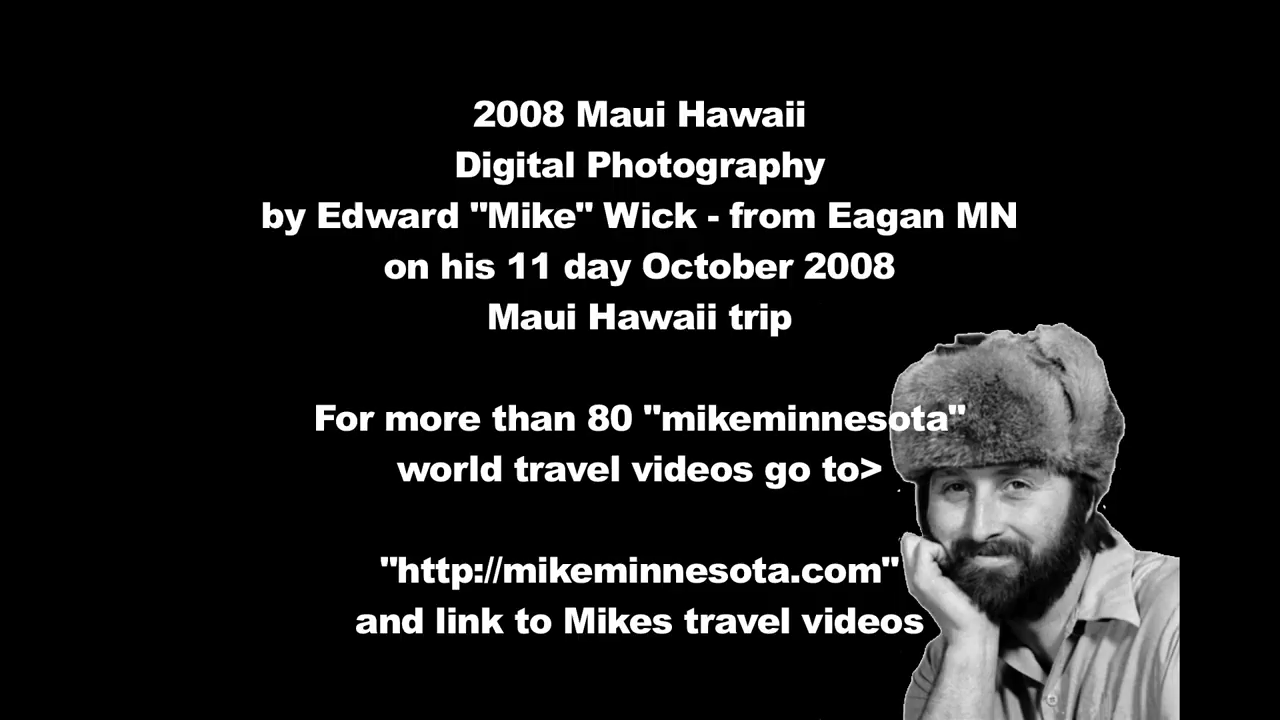 2008 Maui Hawaii
Digital Photography
by Edward "Mike" Wick - from Eagan MN
on his 11 day October 2008
Maui Hawaii trip
For more than 80 "mikeminnesota"
world travel videos go to>
"http://mikeminnesota.com"
and link to Mikes travel videos